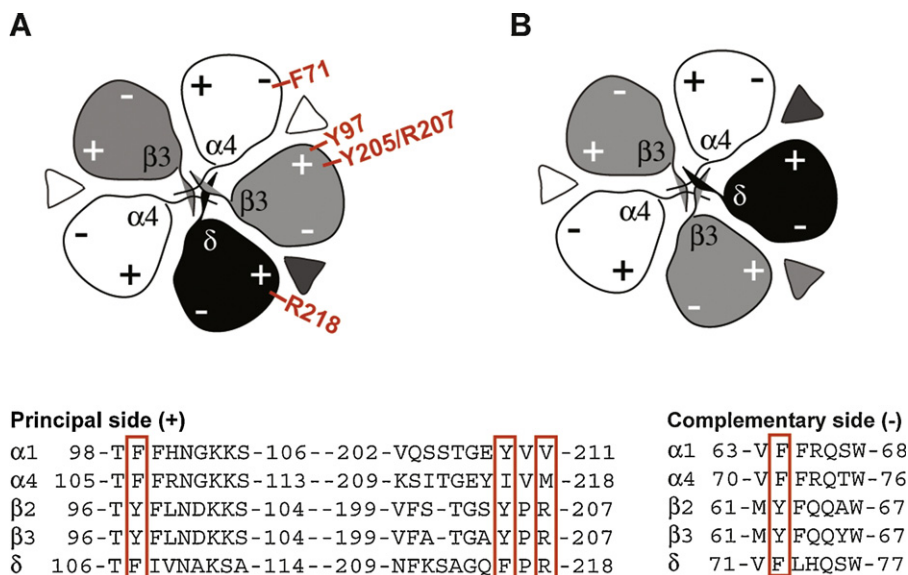 A
B
+ -
F71
-
Y97
Y205/R207
+
β3
α4
+
β3
α4
-
+
δ
-
+
-
R218
+ -
-
+
β3
α4
+
δ
-
α4
-
+
β3
+
-
Principal side (+)
α1 98-TFFHNGKKS-106--202-VQSSTGEYVV-211
α4 105-TFFRNGKKS-113--209-KSITGEYIVM-218
β2 96-TYFLNDKKS-104--199-VFS-TGSYPR-207
β3 96-TYFLNDKKS-104--199-VFA-TGAYPR-207
δ 106-TFIVNAKSA-114--209-NFKSAGQFPR-218
Complementary side (-)
α1 63-VFFRQSW-68
α4 70-VFFRQTW-76
β2 61-MYFQQAW-67
β3 61-MYFQQYW-67
δ 71-VFLHQSW-77